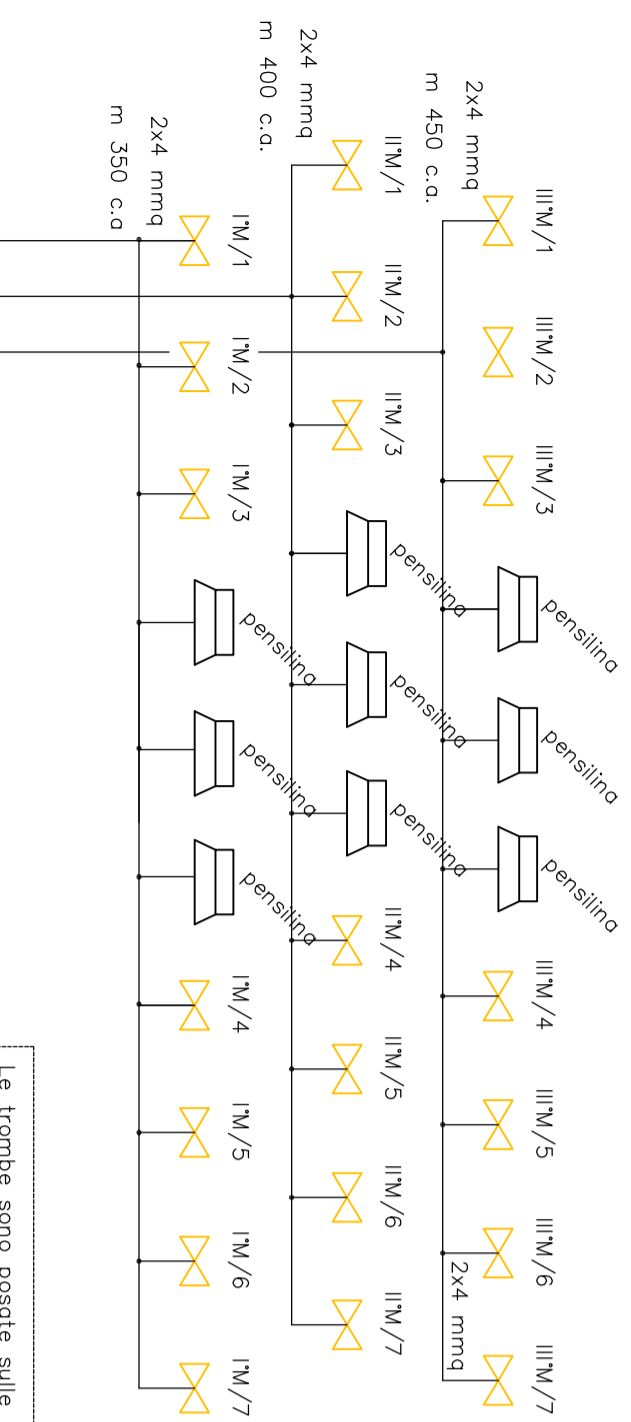 2x4 mmq
m 450 c.a.
III°M/1
III°M/2
III°M/3
pensilina
pensilina
pensilina
III°M/4
III°M/5
III°M/6
2x4 mmq
III°M/7
2x4 mmq
m 400 c.a.
II°M/1
II°M/2
II°M/3
pensilina
pensilina
pensilina
II°M/4
II°M/5
II°M/6
II°M/7
2x4 mmq
m 350 c.a
I°M/1
I°M/2
I°M/3
pensilina
pensilina
pensilina
I°M/4
I°M/5
I°M/6
I°M/7
Le trombe sono posate sulle